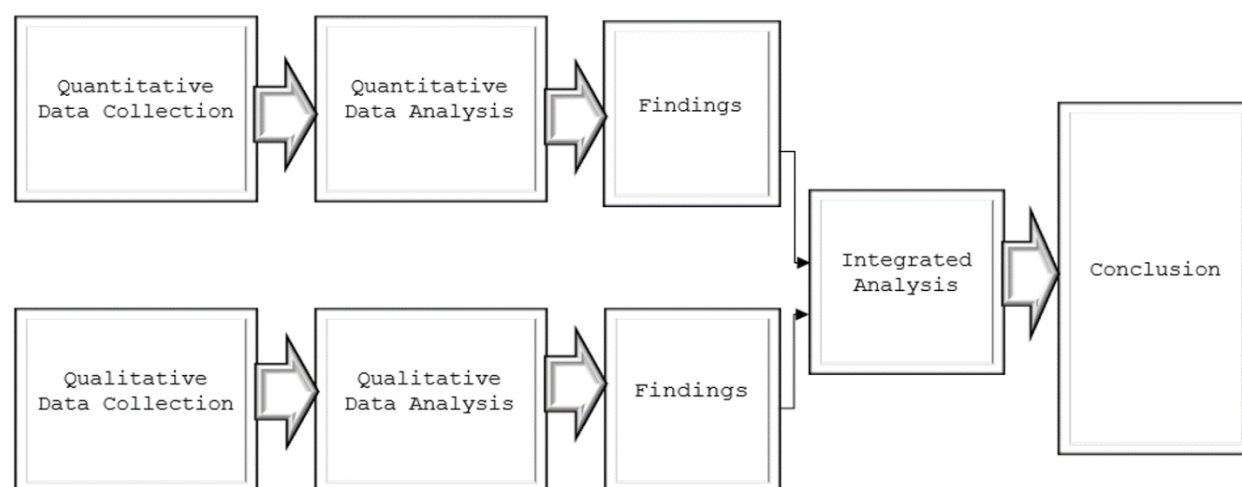 Quantitative
Data Collection
Quantitative
Data Analysis
Findings
Integrated
Analysis
Conclusion
Qualitative
Data Collection
Qualitative
Data Analysis
Findings